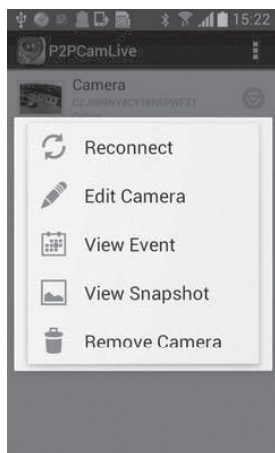 15:22
P2PCamLive
Camera
Reconnect
Edit Camera
View Event
View Snapshot
Remove Camera